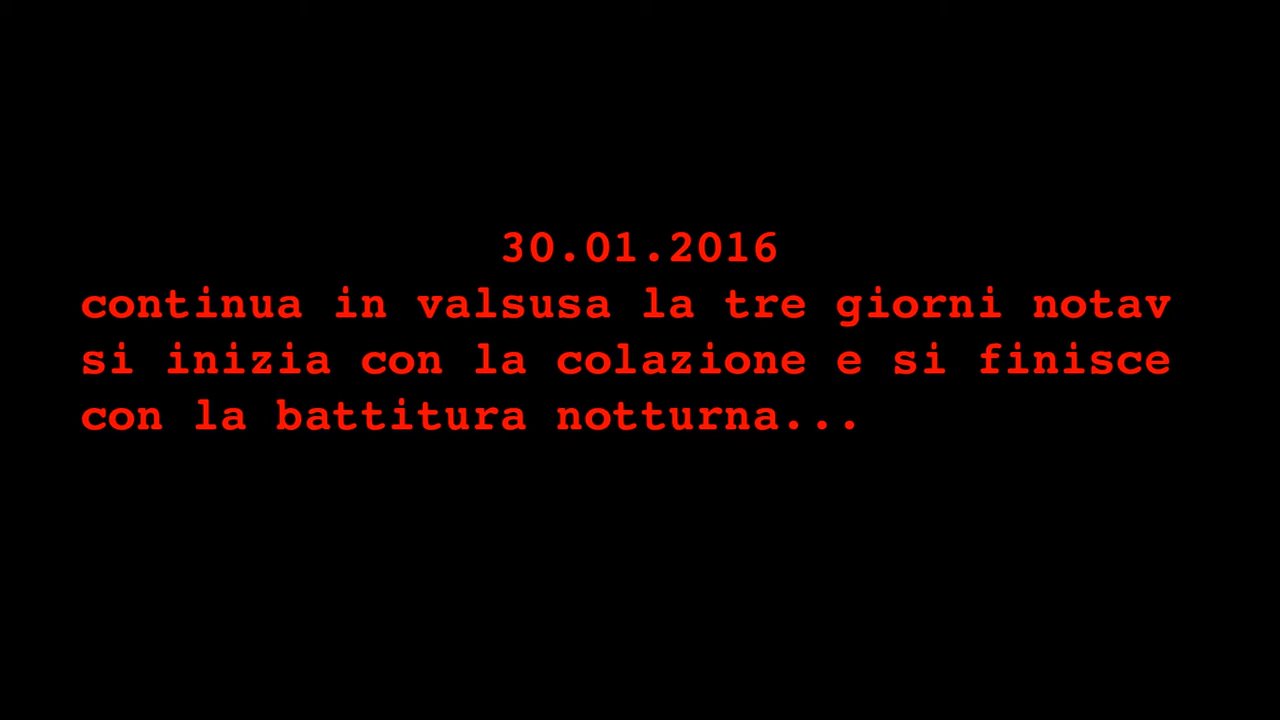 30.01.2016
continua in valsusa la tre giorni notav
si inizia con la colazione e si finisce
con la battitura notturna...